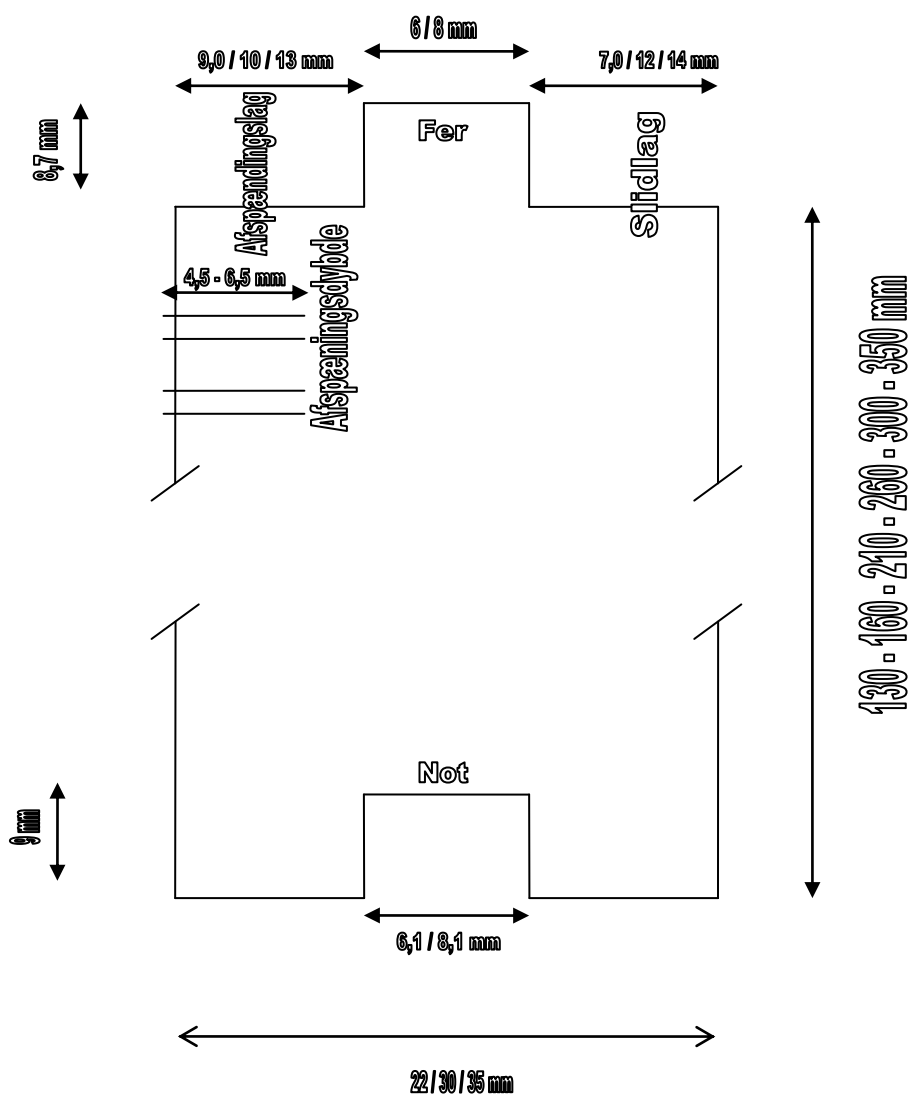 6 / 8 mm
9,0 / 10 / 13 mm
7,0 / 12 / 14 mm
8,7 mm
Afspændingslag
Fer
Slidlag
4,5 - 6,5 mm
Afspæningsdybde
130 - 160 - 210 - 260 - 300 - 350 mm
Not
9 mm
6,1 / 8,1 mm
22 / 30 / 35 mm